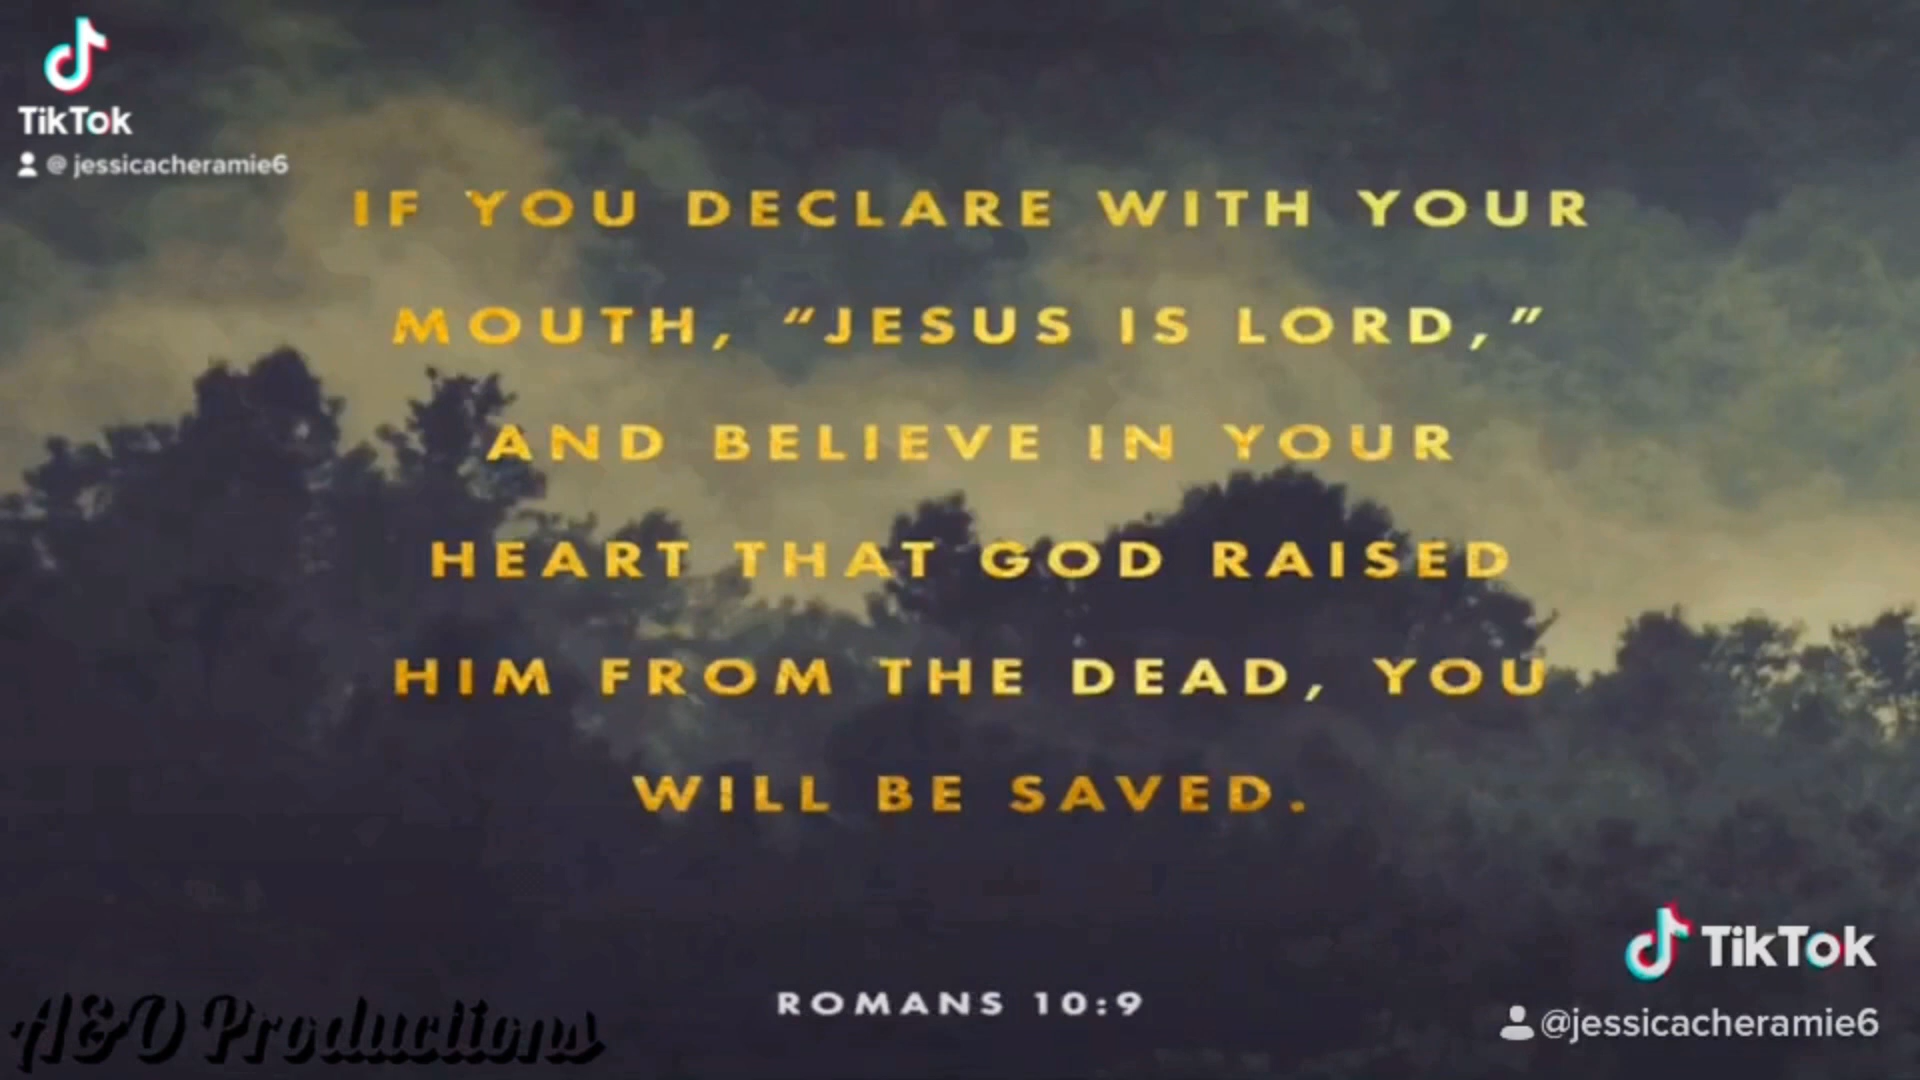 TikTok
@ jessicacheramie6
IF YOU DECLARE WITH YOUR
MOUTH, “JESUS IS LORD,”
AND BELIEVE IN YOUR
HEART THAT GOD RAISED
HIM FROM THE DEAD, YOU
WILL BE SAVED.
ROMANS 10:9
A&O Productions
TikTok
@jessicacheramie6